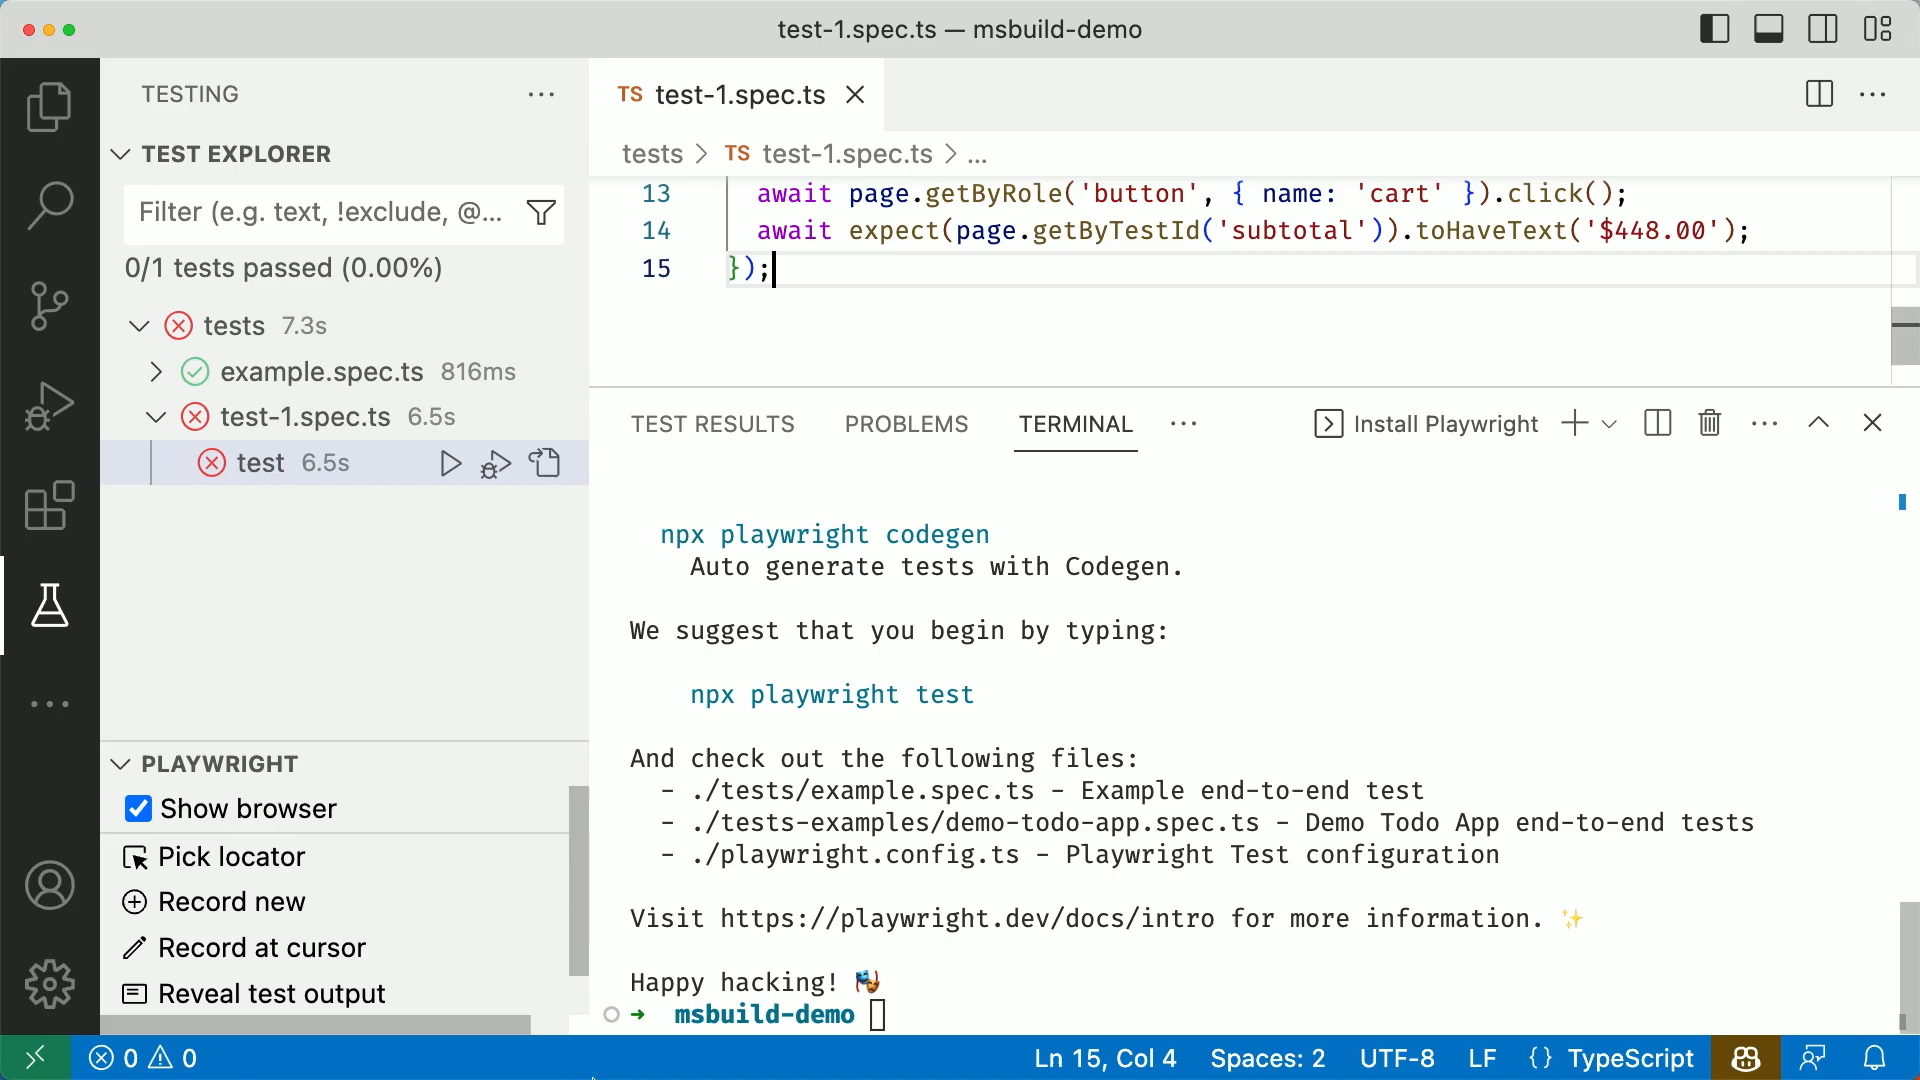 test-1.spec.ts — msbuild-demo
TESTING
TEST EXPLORER
Filter (e.g. text, !exclude, @...
0/1 tests passed (0.00%)
tests 7.3s
example.spec.ts 816ms
test-1.spec.ts 6.5s
test 6.5s
PLAYWRIGHT
Show browser
Pick locator
Record new
Record at cursor
Reveal test output
TS test-1.spec.ts
tests > TS test-1.spec.ts > ...
13 await page.getByRole('button', { name: 'cart' }).click();
14 await expect(page.getByTestId('subtotal')).toHaveText('$448.00');
15 });
TEST RESULTS PROBLEMS TERMINAL ... Install Playwright
npx playwright codegen
Auto generate tests with Codegen.
We suggest that you begin by typing:
npx playwright test
And check out the following files:
- ./tests/example.spec.ts - Example end-to-end test
- ./tests-examples/demo-todo-app.spec.ts - Demo Todo App end-to-end tests
- ./playwright.config.ts - Playwright Test configuration
Visit https://playwright.dev/docs/intro for more information. ✨
Happy hacking! 🎭
→ msbuild-demo
0 0 Ln 15, Col 4 Spaces: 2 UTF-8 LF {} TypeScript